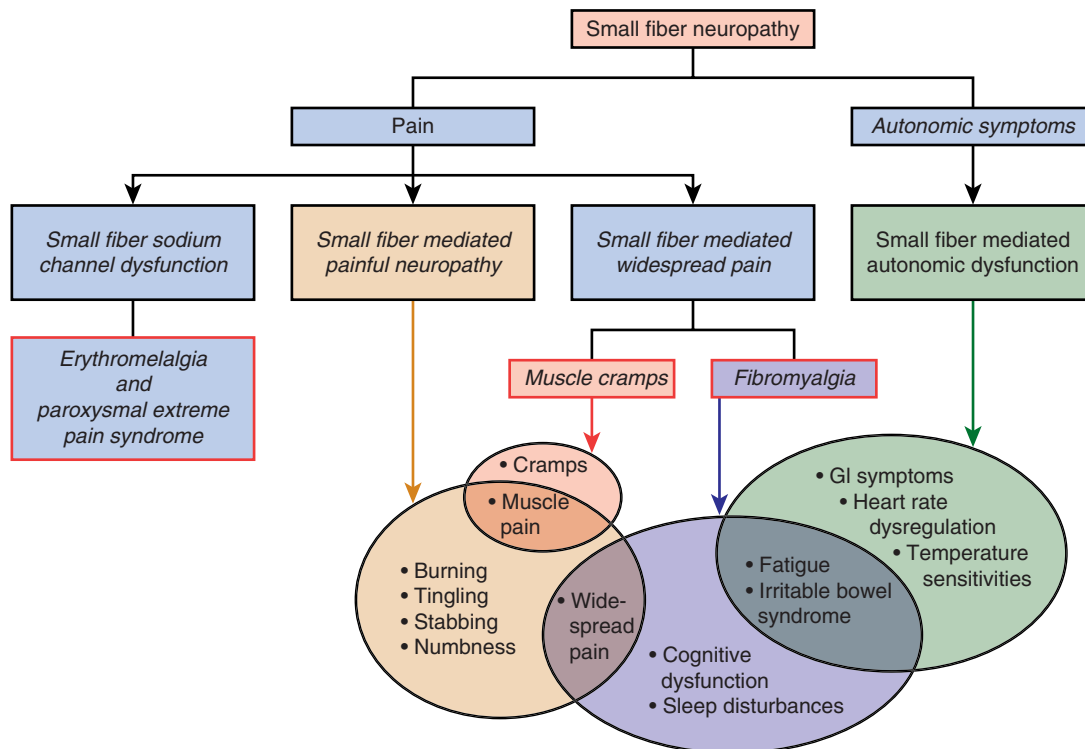 Small fiber neuropathy
Pain
Autonomic symptoms
Small fiber sodium
channel dysfunction
Small fiber mediated
painful neuropathy
Small fiber mediated
widespread pain
Small fiber mediated
autonomic dysfunction
Erythromelalgia
and
paroxysmal extreme
pain syndrome
Muscle cramps
Fibromyalgia
• Cramps
• Muscle
pain
• Burning
• Tingling
• Stabbing
• Numbness
• Wide-
spread
pain
• Cognitive
dysfunction
• Sleep disturbances
• Fatigue
• Irritable bowel
syndrome
• GI symptoms
• Heart rate
dysregulation
• Temperature
sensitivities